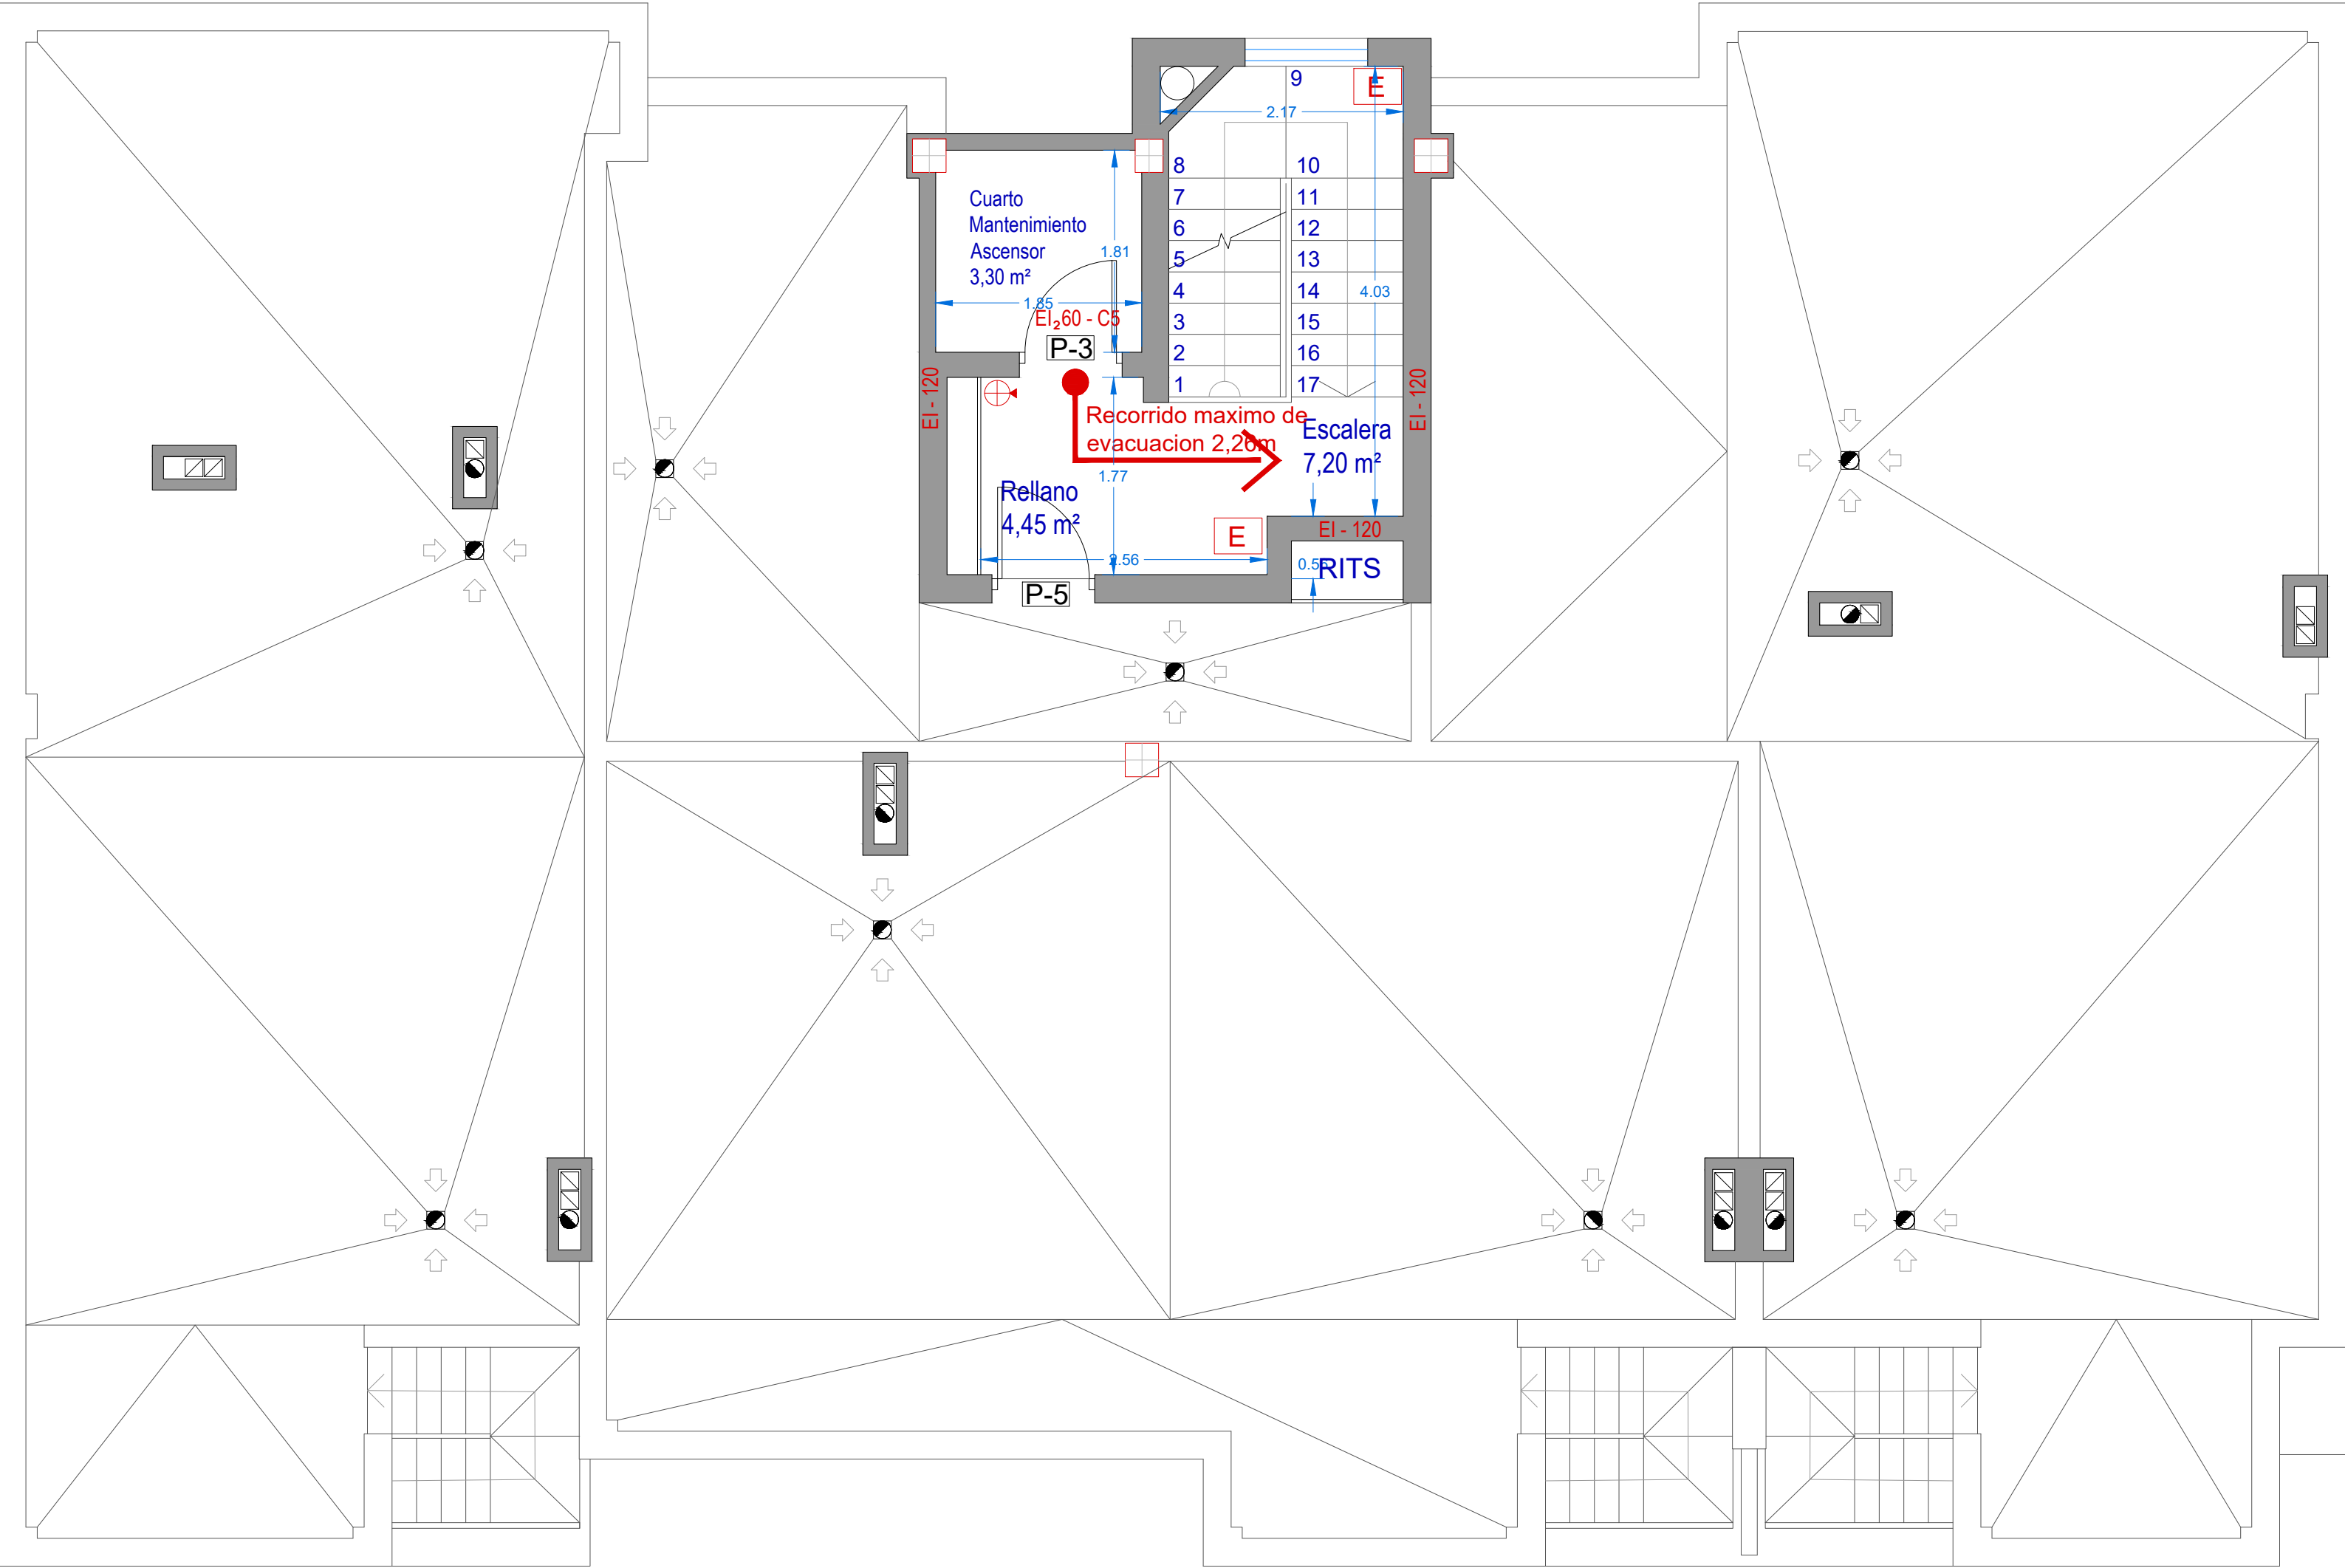 9
E
2.17
8
10
7
11
6
12
5
13
4
14
3
15
2
16
1
17
Cuarto
Mantenimiento
Ascensor
3,30 m²
1.81
4.03
1.85
EI₂60 - C5
P-3
EI - 120
EI - 120
Recorrido maximo de
evacuacion 2,26m
Escalera
7,20 m²
1.77
Rellano
4,45 m²
E
EI - 120
2.56
RITS
P-5